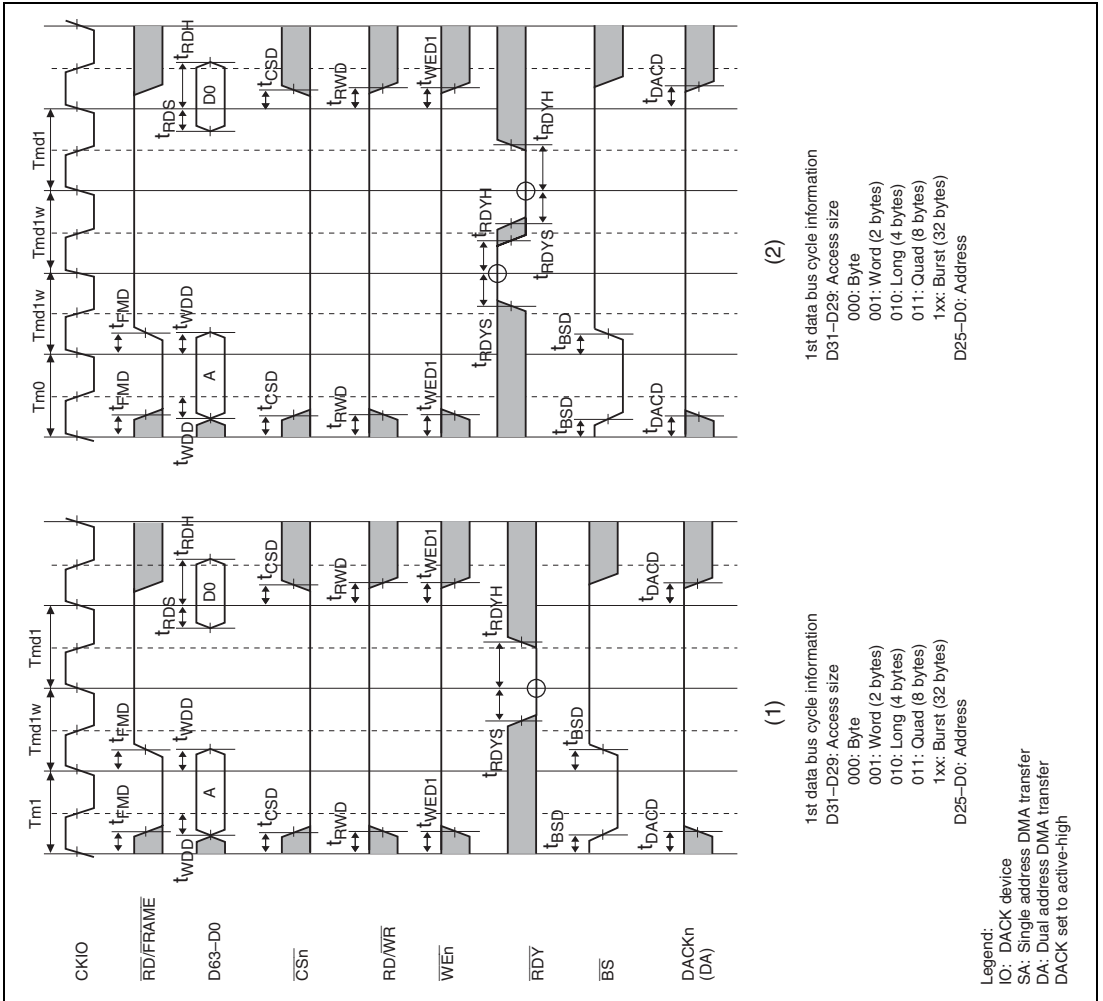 Tm1
Tmd1w
Tmd1
Tm0
Tmd1w
Tmd1w
Tmd1
CKIO
RD/FRAME
tFMD
tFMD
tFMD
tFMD
D63–D0
tWDD
A
tWDD
tRDS
D0
tRDH
tWDD
A
tWDD
tRDS
D0
tRDH
CSn
tCSD
tCSD
tCSD
tCSD
RD/WR
tRWD
tRWD
tRWD
tRWD
WEn
tWED1
tWED1
tWED1
tWED1
RDY
tRDYS
tRDYH
tRDYS
tRDYH
tRDYS
tRDYH
BS
tBSD
tBSD
tBSD
tBSD
DACKn
(DA)
tDACD
tDACD
tDACD
tDACD
(1)
(2)
1st data bus cycle information
D31–D29: Access size
000: Byte
001: Word (2 bytes)
010: Long (4 bytes)
011: Quad (8 bytes)
1xx: Burst (32 bytes)
D25–D0: Address
1st data bus cycle information
D31–D29: Access size
000: Byte
001: Word (2 bytes)
010: Long (4 bytes)
011: Quad (8 bytes)
1xx: Burst (32 bytes)
D25–D0: Address
Legend:
IO: DACK device
SA: Single address DMA transfer
DA: Dual address DMA transfer
DACK set to active-high